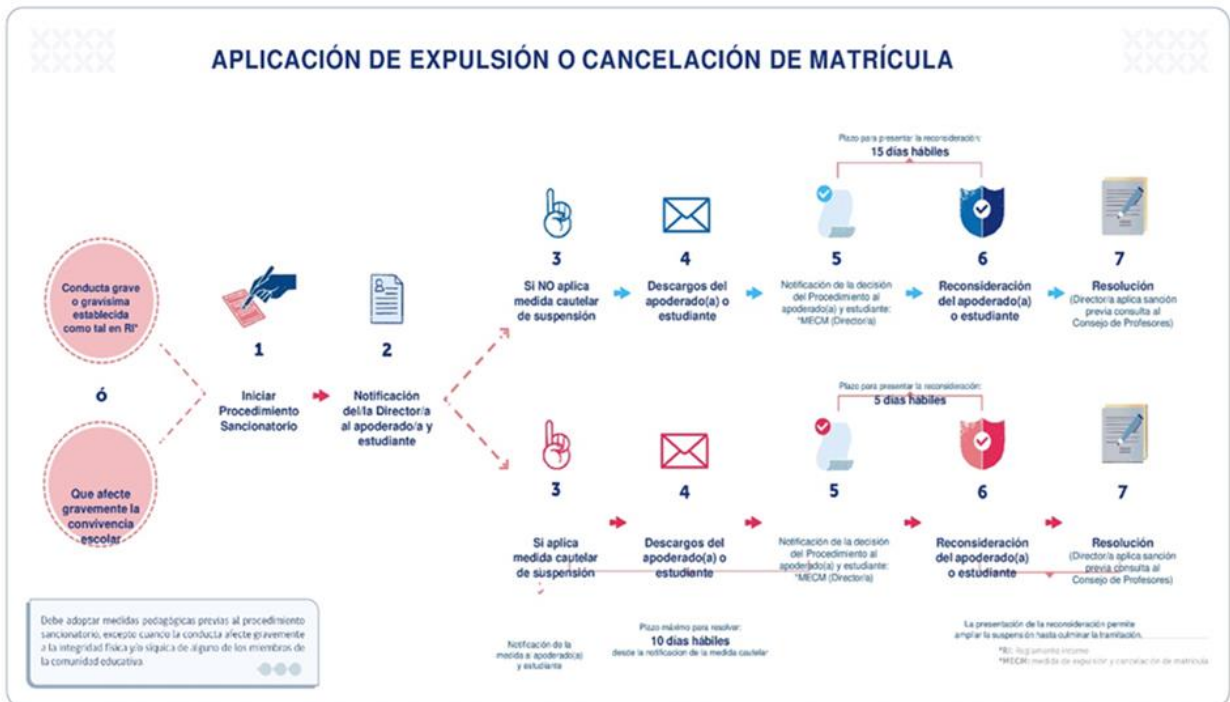 APLICACIÓN DE EXPULSIÓN O CANCELACIÓN DE MATRÍCULA
Conducta grave
o gravísima
establecida
como tal en RI*
ó
Que afecte
gravemente la
convivencia
escolar
1
Iniciar
Procedimiento
Sancionatorio
2
Notificación
del/la Director/a
al apoderado/a y
estudiante
3
Si NO aplica
medida cautelar
de suspensión
4
Descargos del
apoderado(a) o
estudiante
Plazo para presentar la reconsideración:
15 días hábiles
5
Notificación de la decisión
del Procedimiento al
apoderado(a) y estudiante:
*MECM (Director/a)
6
Reconsideración
del apoderado(a)
o estudiante
7
Resolución
(Director/a aplica sanción
previa consulta al
Consejo de Profesores)
3
Si aplica
medida cautelar
de suspensión
Notificación de la
medida al apoderado(a)
y estudiante
4
Descargos del
apoderado(a) o
estudiante
Plazo máximo para resolver:
10 días hábiles
desde la notificacion de la medida cautelar
Plazo para presentar la reconsideración:
5 días hábiles
5
Notificación de la decisión
del Procedimiento al
apoderado(a) y estudiante:
*MECM (Director/a)
6
Reconsideración
del apoderado(a)
o estudiante
7
Resolución
(Director/a aplica sanción
previa consulta al
Consejo de Profesores)
La presentación de la reconsideración permite
ampliar la suspensión hasta culminar la tramitación.
*RI: Reglamento interno
*MECM: medida de expulsión y cancelación de matrícula
Debe adoptar medidas pedagógicas previas al procedimiento
sancionatorio, excepto cuando la conducta afecte gravemente
a la integridad física y/o síquica de alguno de los miembros de
la comunidad educativa